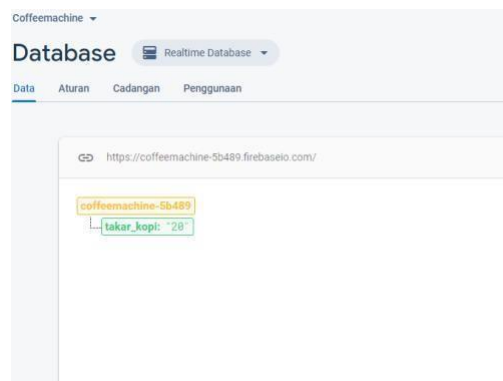 Coffeemachine
Database Realtime Database
Data Aturan Cadangan Penggunaan
https://coffeemachine-5b489.firebaseio.com/
coffeemachine-5b489
takar_kopi: "20"